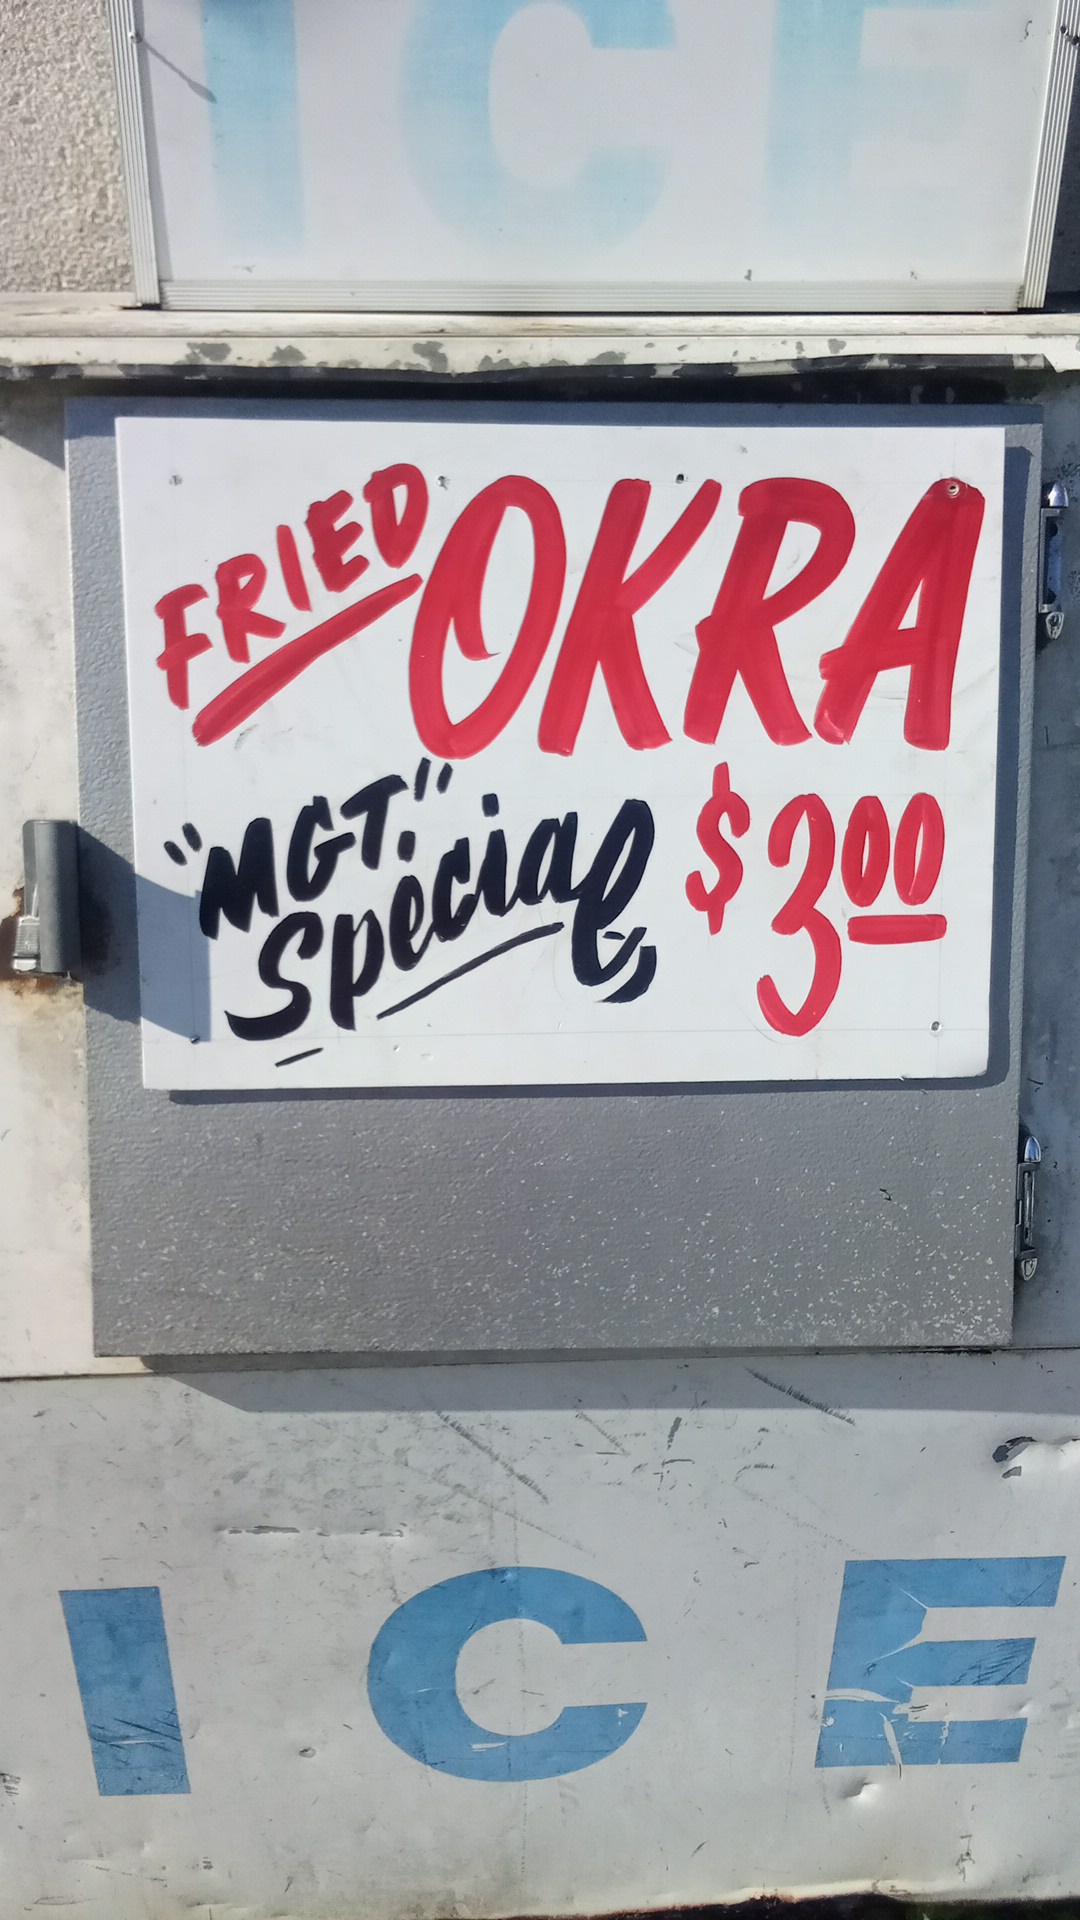 ICE
FRIED OKRA
"MGT."
Special $3.00
ICE